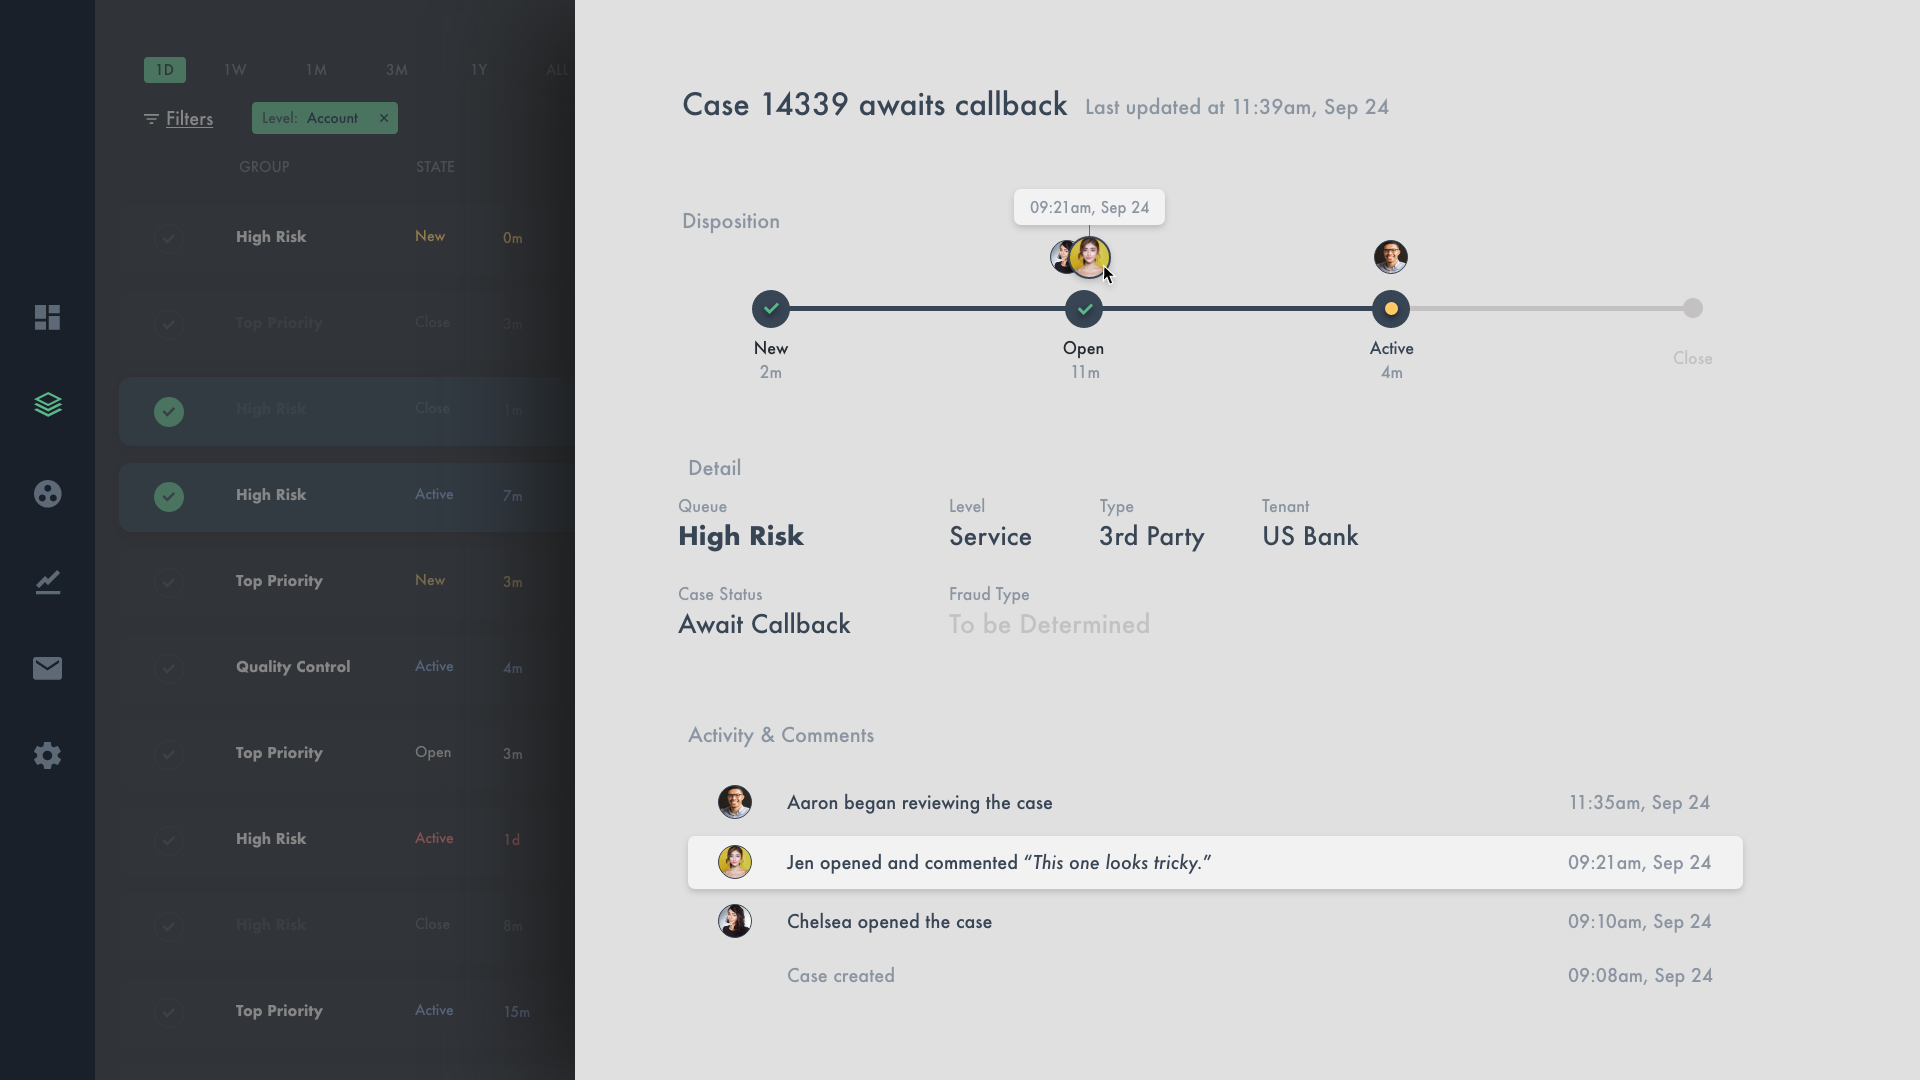 1D 1W 1M 3M 1Y ALL
Filters Level: Account ×
GROUP STATE
High Risk New 0m
Top Priority Close 3m
High Risk Close 1m
High Risk Active 7m
Top Priority New 3m
Quality Control Active 4m
Top Priority Open 3m
High Risk Active 1d
High Risk Close 8m
Top Priority Active 15m
Case 14339 awaits callback Last updated at 11:39am, Sep 24
Disposition
09:21am, Sep 24
New Open Active Close
2m 11m 4m
Detail
Queue Level Type Tenant
High Risk Service 3rd Party US Bank
Case Status Fraud Type
Await Callback To be Determined
Activity & Comments
Aaron began reviewing the case 11:35am, Sep 24
Jen opened and commented “This one looks tricky.” 09:21am, Sep 24
Chelsea opened the case 09:10am, Sep 24
Case created 09:08am, Sep 24